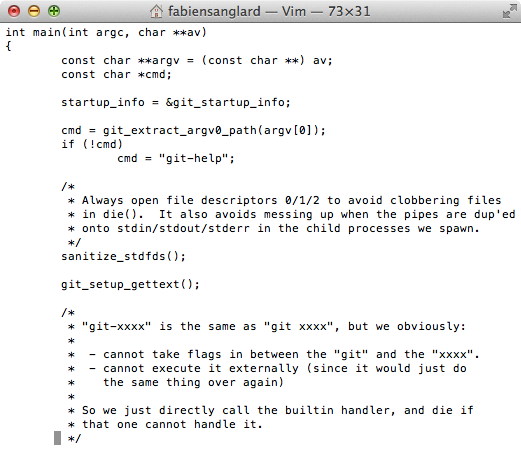 fabiensanglard — Vim — 73×31
int main(int argc, char **av)
{
        const char **argv = (const char **) av;
        const char *cmd;

        startup_info = &git_startup_info;

        cmd = git_extract_argv0_path(argv[0]);
        if (!cmd)
                cmd = "git-help";

        /*
         * Always open file descriptors 0/1/2 to avoid clobbering files
         * in die().  It also avoids messing up when the pipes are dup'ed
         * onto stdin/stdout/stderr in the child processes we spawn.
         */
        sanitize_stdfds();

        git_setup_gettext();

        /*
         * "git-xxxx" is the same as "git xxxx", but we obviously:
         *
         *  - cannot take flags in between the "git" and the "xxxx".
         *  - cannot execute it externally (since it would just do
         *    the same thing over again)
         *
         * So we just directly call the builtin handler, and die if
         * that one cannot handle it.
         */